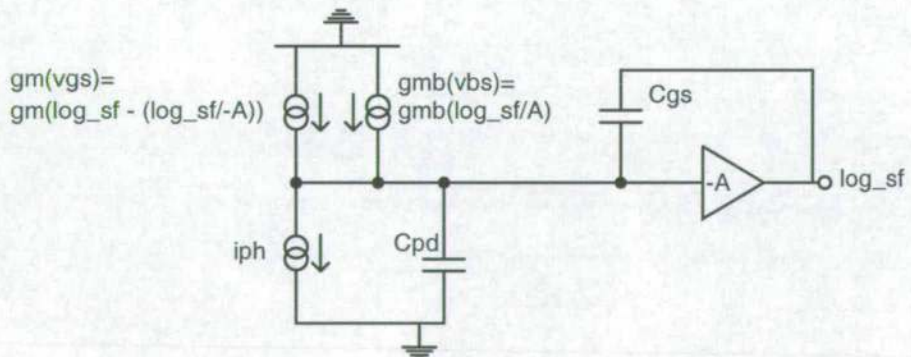 gm(vgs)=
gm(log_sf - (log_sf/-A))
gmb(vbs)=
gmb(log_sf/A)
Cgs
-A
log_sf
iph
Cpd